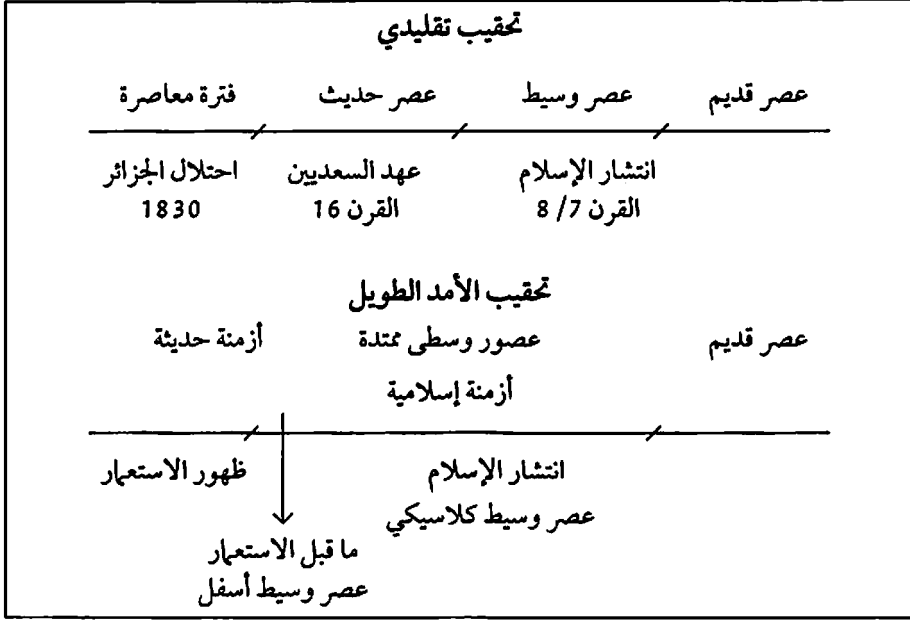 تحقيب تقليدي
عصر قديم عصر وسيط عصر حديث فترة معاصرة
انتشار الإسلام عهد السعديين احتلال الجزائر
القرن 7/ 8 القرن 16 1830
تحقيب الأمد الطويل
عصر قديم عصور وسطى ممتدة أزمنة حديثة
أزمنة إسلامية
انتشار الإسلام ظهور الاستعمار
عصر وسيط كلاسيكي
ما قبل الاستعمار
عصر وسيط أسفل